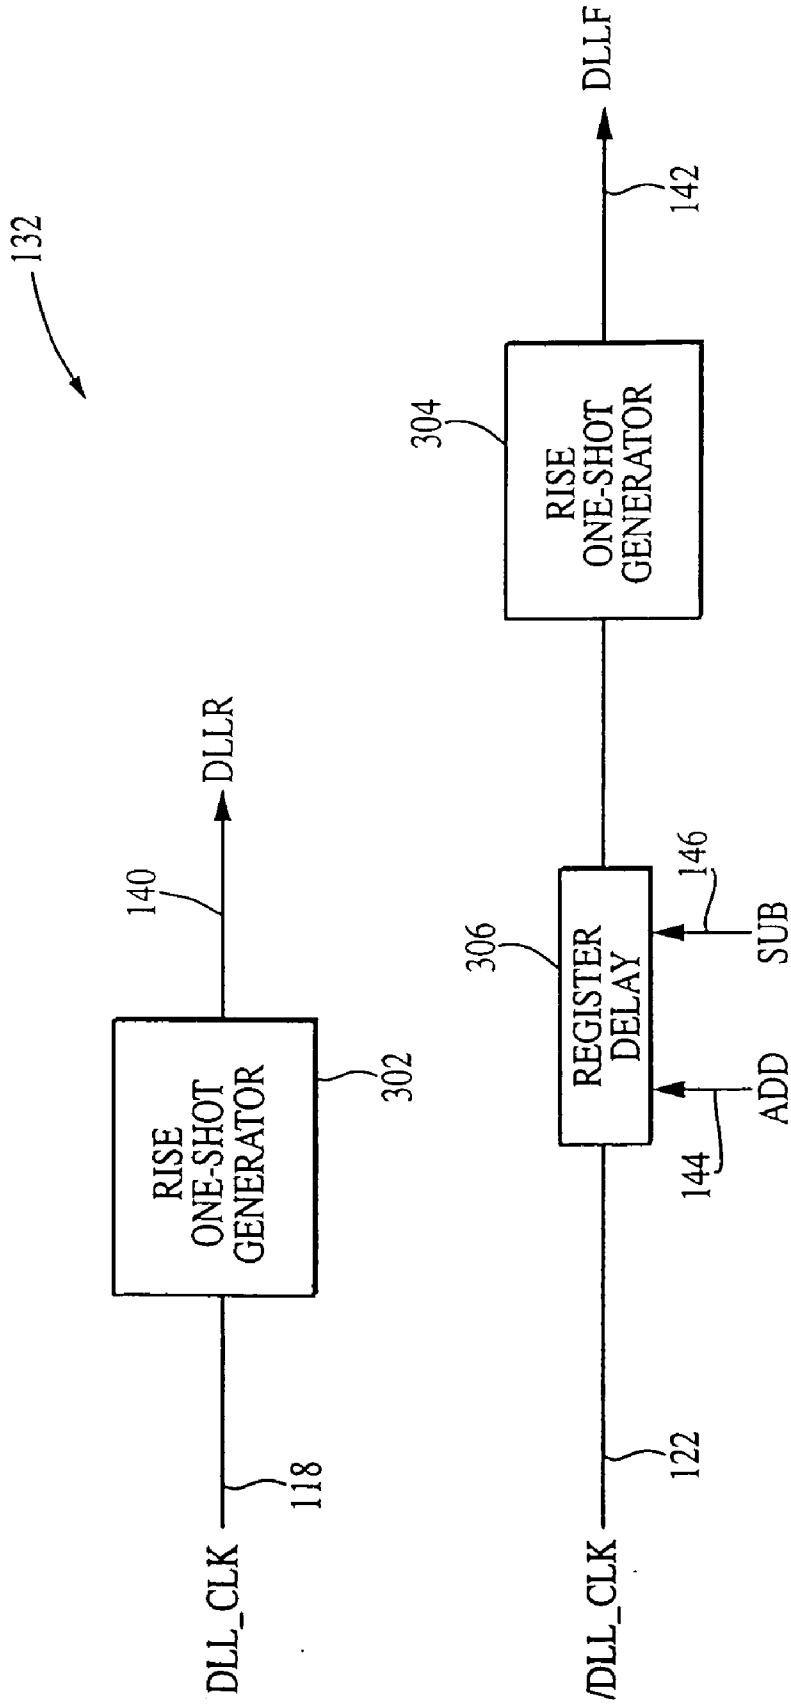 132
DLL_CLK
118
RISE
ONE-SHOT
GENERATOR
302
140
DLLR
/DLL_CLK
122
REGISTER
DELAY
306
144
ADD
146
SUB
RISE
ONE-SHOT
GENERATOR
304
142
DLLF